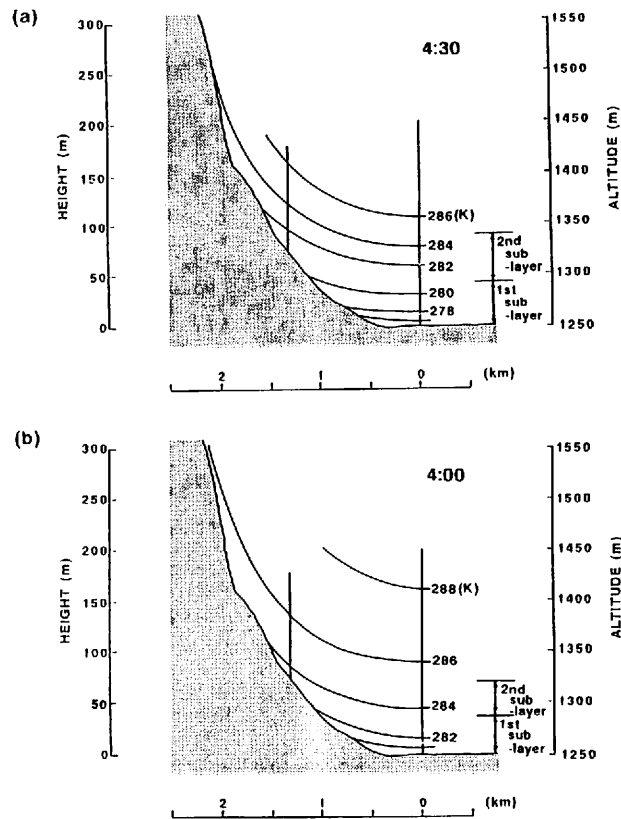 (a)
4:30
HEIGHT (m)
300
250
200
150
100
50
0
286(K)
284
282
280
278
2nd
sub
-layer
1st
sub
-layer
1550
1500
1450
1400
1350
1300
1250
ALTITUDE (m)
2 1 0 (km)
(b)
4:00
HEIGHT (m)
300
250
200
150
100
50
0
288(K)
286
284
282
2nd
sub
-layer
1st
sub
-layer
1550
1500
1450
1400
1350
1300
1250
ALTITUDE (m)
2 1 0 (km)